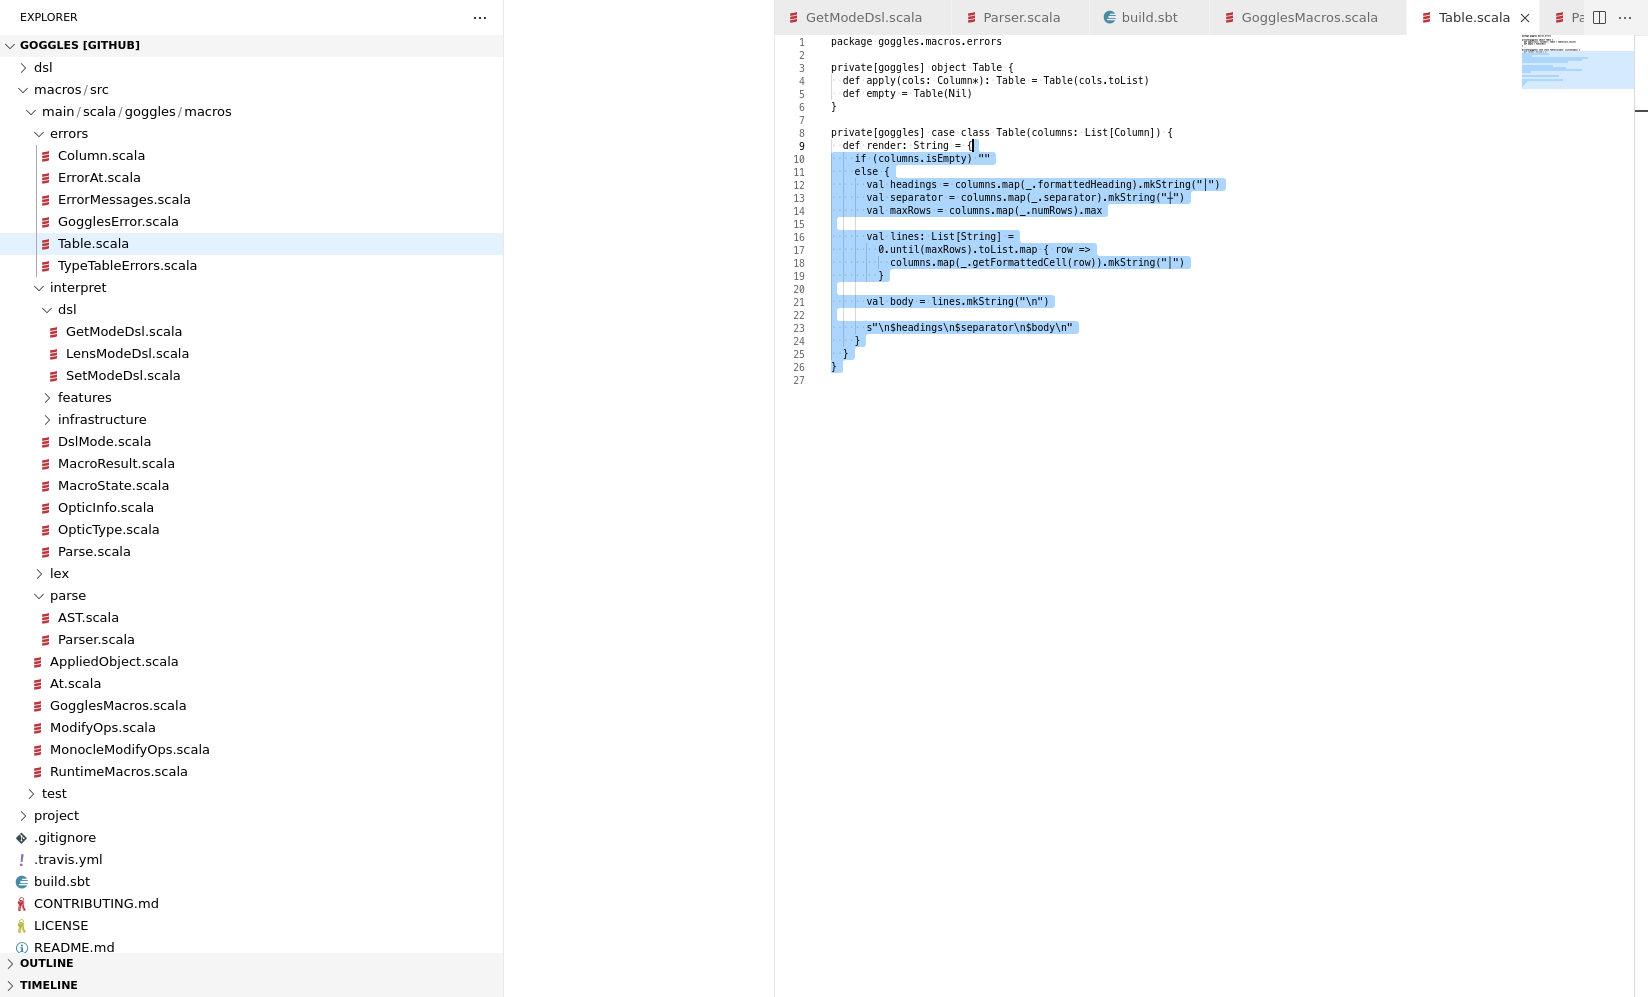 EXPLORER
GOGGLES [GITHUB]
dsl
macros / src
main / scala / goggles / macros
errors
Column.scala
ErrorAt.scala
ErrorMessages.scala
GogglesError.scala
Table.scala
TypeTableErrors.scala
interpret
dsl
GetModeDsl.scala
LensModeDsl.scala
SetModeDsl.scala
features
infrastructure
DslMode.scala
MacroResult.scala
MacroState.scala
OpticInfo.scala
OpticType.scala
Parse.scala
lex
parse
AST.scala
Parser.scala
AppliedObject.scala
At.scala
GogglesMacros.scala
ModifyOps.scala
MonocleModifyOps.scala
RuntimeMacros.scala
test
project
.gitignore
.travis.yml
build.sbt
CONTRIBUTING.md
LICENSE
README.md
OUTLINE
TIMELINE
GetModeDsl.scala Parser.scala build.sbt GogglesMacros.scala Table.scala Pa
1 package goggles.macros.errors
2
3 private[goggles] object Table {
4 def apply(cols: Column*): Table = Table(cols.toList)
5 def empty = Table(Nil)
6 }
7
8 private[goggles] case class Table(columns: List[Column]) {
9 def render: String = {
10 if (columns.isEmpty) ""
11 else {
12 val headings = columns.map(_.formattedHeading).mkString("│")
13 val separator = columns.map(_.separator).mkString("┼")
14 val maxRows = columns.map(_.numRows).max
15
16 val lines: List[String] =
17 0.until(maxRows).toList.map { row =>
18 columns.map(_.getFormattedCell(row)).mkString("│")
19 }
20
21 val body = lines.mkString("\n")
22
23 s"\n$headings\n$separator\n$body\n"
24 }
25 }
26 }
27